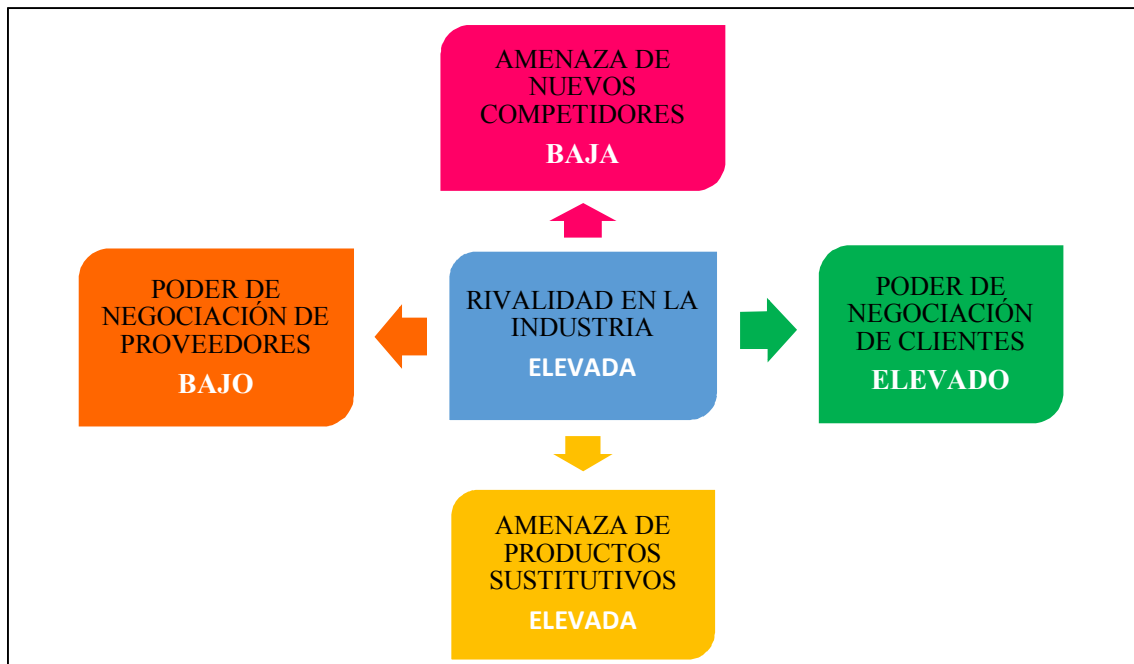 AMENAZA DE
NUEVOS
COMPETIDORES
BAJA
PODER DE
NEGOCIACIÓN DE
PROVEEDORES
BAJO
RIVALIDAD EN LA
INDUSTRIA
ELEVADA
PODER DE
NEGOCIACIÓN
DE CLIENTES
ELEVADO
AMENAZA DE
PRODUCTOS
SUSTITUTIVOS
ELEVADA